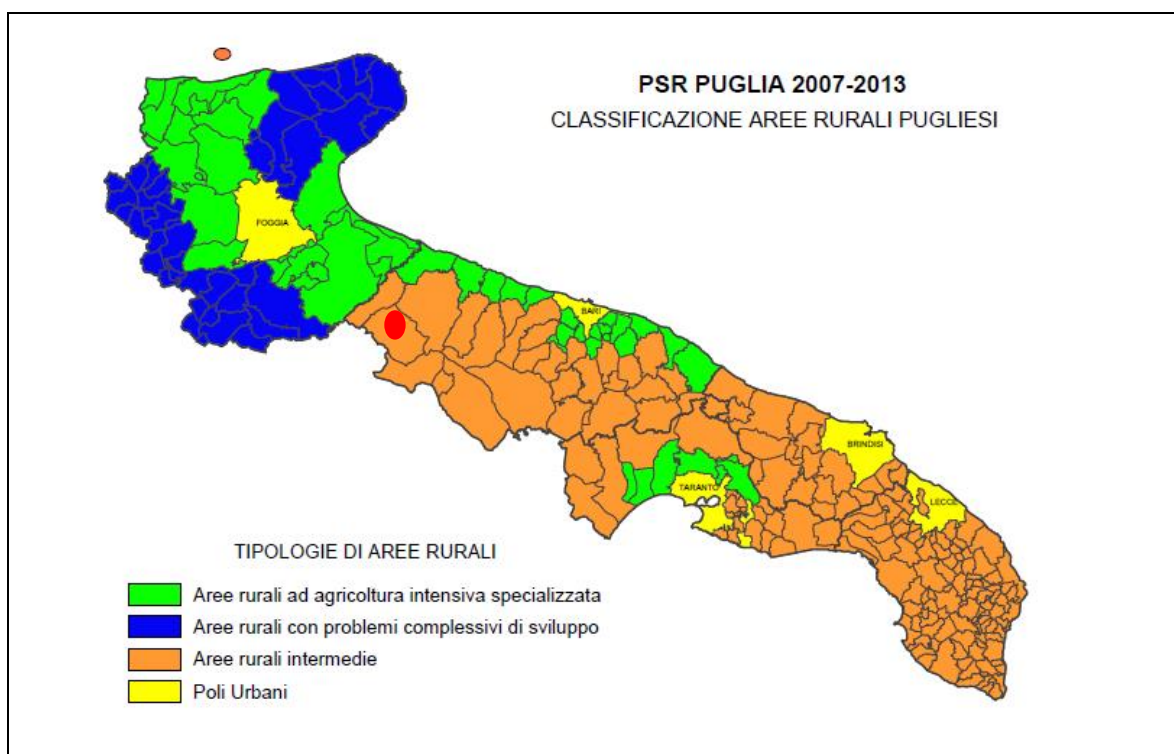 PSR PUGLIA 2007-2013
CLASSIFICAZIONE AREE RURALI PUGLIESI
FOGGIA
BARI
BRINDISI
TARANTO
LECCE
TIPOLOGIE DI AREE RURALI
Aree rurali ad agricoltura intensiva specializzata
Aree rurali con problemi complessivi di sviluppo
Aree rurali intermedie
Poli Urbani